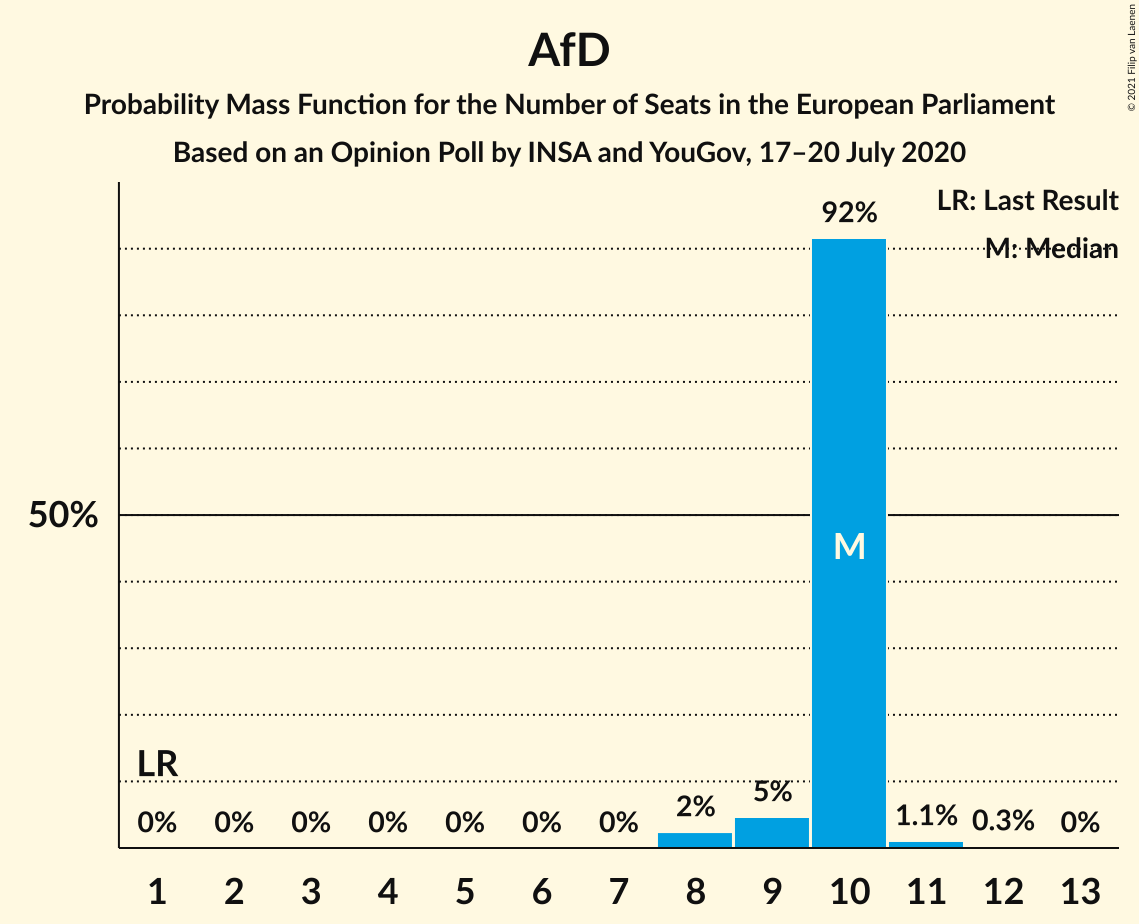 AfD
Probability Mass Function for the Number of Seats in the European Parliament
Based on an Opinion Poll by INSA and YouGov, 17–20 July 2020
© 2021 Filip van Laenen
LR: Last Result
M: Median
92%
50%
M
LR
0% 0% 0% 0% 0% 0% 0% 2% 5% 1.1% 0.3% 0%
1 2 3 4 5 6 7 8 9 10 11 12 13